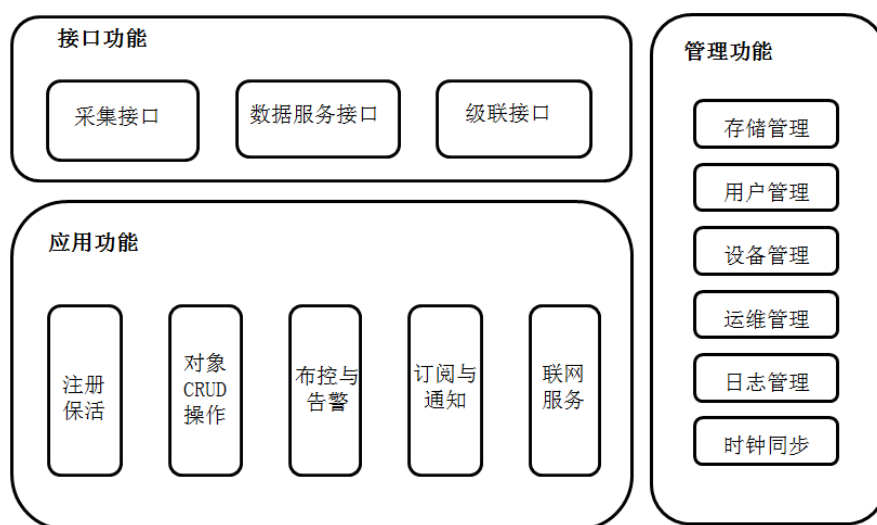 接口功能
采集接口
数据服务接口
级联接口
应用功能
注册
保活
对象
CRUD
操作
布控与
告警
订阅与
通知
联网
服务
管理功能
存储管理
用户管理
设备管理
运维管理
日志管理
时钟同步